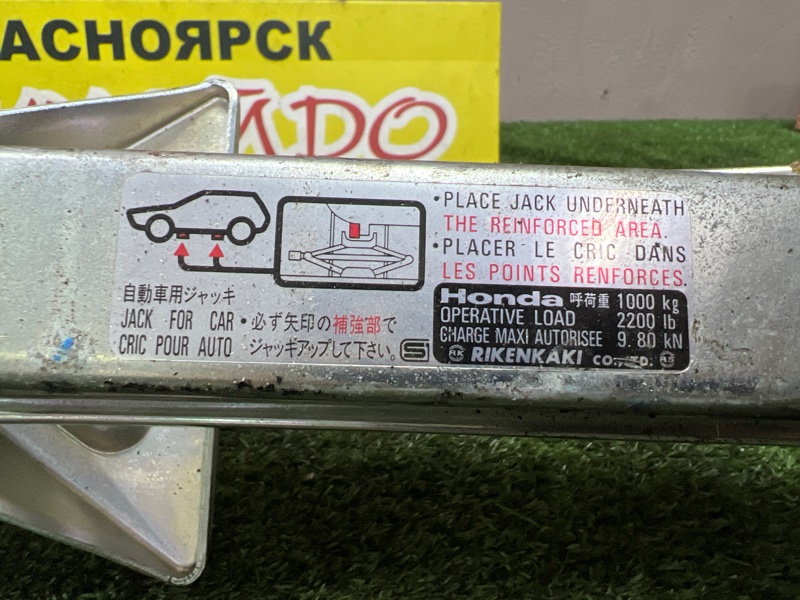 АСНОЯРСК
ADO
•PLACE JACK UNDERNEATH
THE REINFORCED AREA.
•PLACER LE CRIC DANS
LES POINTS RENFORCES.
自動車用ジャッキ
JACK FOR CAR
CRIC POUR AUTO
•必ず矢印の補強部で
ジャッキアップして下さい。
Honda 呼荷重 1000 kg
OPERATIVE LOAD 2200 lb
CHARGE MAXI AUTORISEE 9.80 kN
RIKENKAKI CO.,LTD.